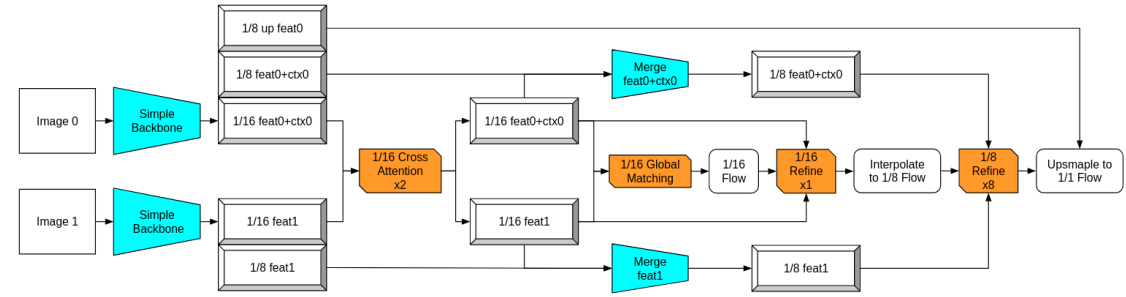 1/8 up feat0
1/8 feat0+ctx0
1/16 feat0+ctx0
Image 0
Simple
Backbone
Image 1
Simple
Backbone
1/16 feat1
1/8 feat1
1/16 Cross
Attention
x2
1/16 feat0+ctx0
1/16 feat1
Merge
feat0+ctx0
1/8 feat0+ctx0
1/16 Global
Matching
1/16
Flow
1/16
Refine
x1
Interpolate
to 1/8 Flow
1/8
Refine
x8
Upsmaple to
1/1 Flow
Merge
feat1
1/8 feat1